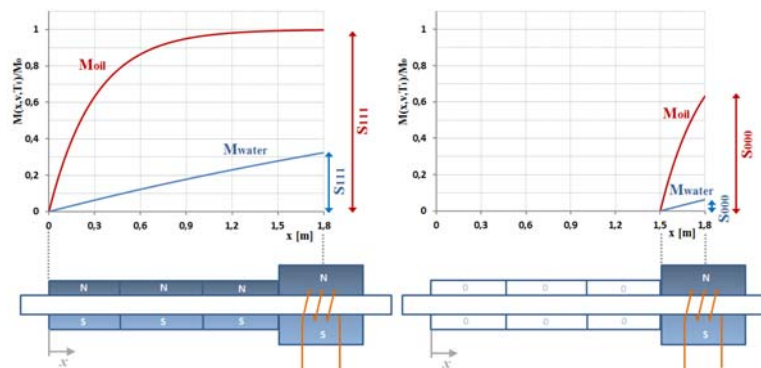 1
0,8
0,6
0,4
0,2
0
M(x,v,T₁)/M₀
Moil
Mwater
S111
S111
0 0,3 0,6 0,9 1,2 1,5 1,8
x [m]
N N N N
S S S S
x
1
0,8
0,6
0,4
0,2
0
M(x,v,T₁)/M₀
Moil
Mwater
S000
S000
0 0,3 0,6 0,9 1,2 1,5 1,8
x [m]
0 0 0 N
0 0 0 S
x